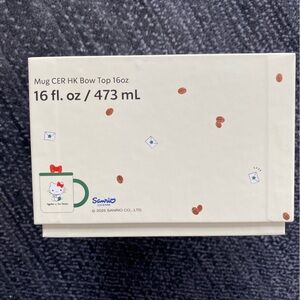 Mug CER HK Bow Top 16oz
16 fl. oz / 473 mL
Sanrio
© 2025 SANRIO CO., LTD.